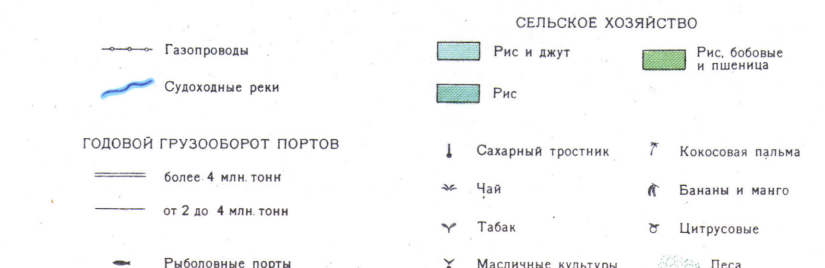 СЕЛЬСКОЕ ХОЗЯЙСТВО
Газопроводы
Судоходные реки
Рис и джут
Рис, бобовые
и пшеница
Рис
ГОДОВОЙ ГРУЗООБОРОТ ПОРТОВ
более 4 млн. тонн
от 2 до 4 млн. тонн
Рыболовные порты
Сахарный тростник
Кокосовая пальма
Чай
Бананы и манго
Табак
Цитрусовые
Масличные культуры
Леса